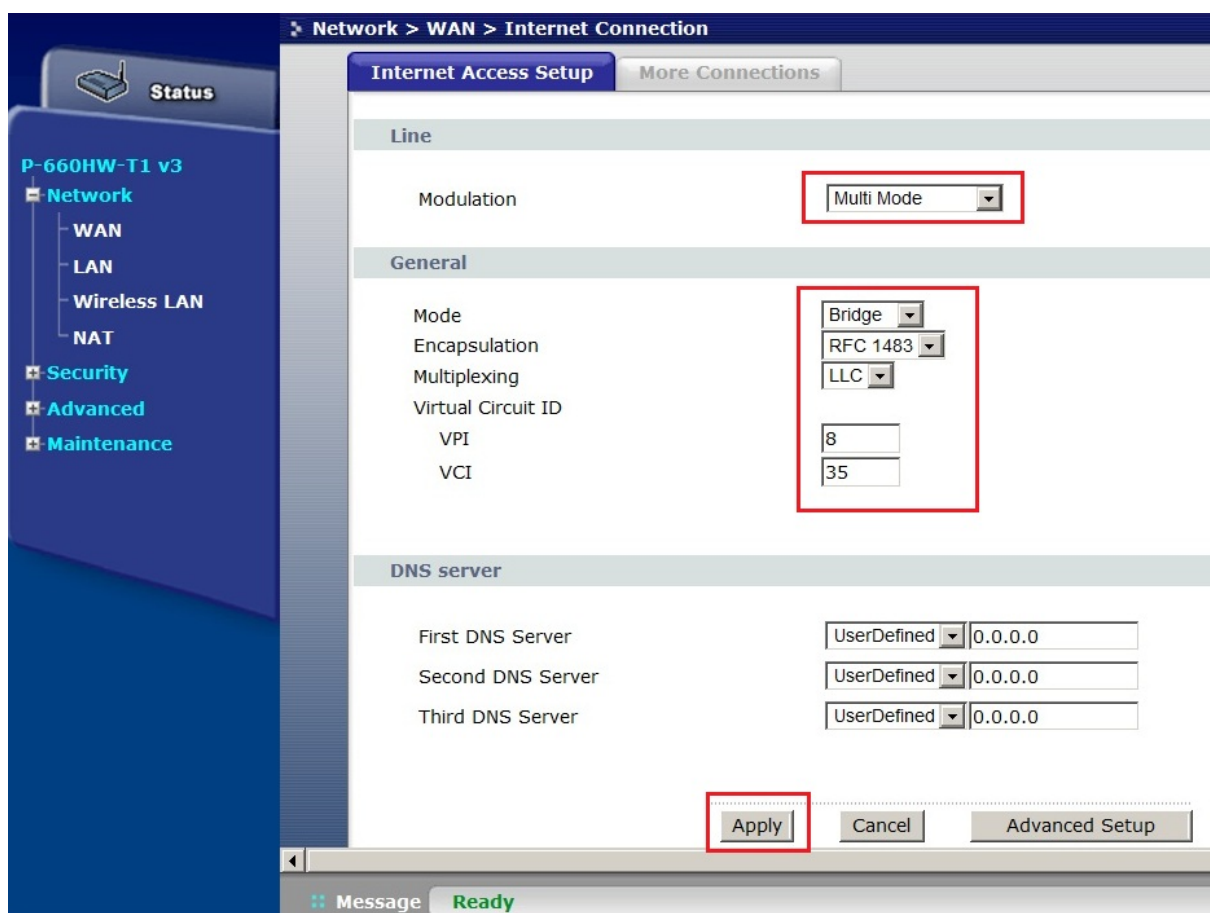 Network > WAN > Internet Connection
Status
Internet Access Setup More Connections
P-660HW-T1 v3
Network
WAN
LAN
Wireless LAN
NAT
Security
Advanced
Maintenance
Line
Modulation Multi Mode
General
Mode Bridge
Encapsulation RFC 1483
Multiplexing LLC
Virtual Circuit ID
VPI 8
VCI 35
DNS server
First DNS Server UserDefined 0.0.0.0
Second DNS Server UserDefined 0.0.0.0
Third DNS Server UserDefined 0.0.0.0
Apply Cancel Advanced Setup
Message Ready